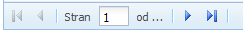 Stran 1 od ...